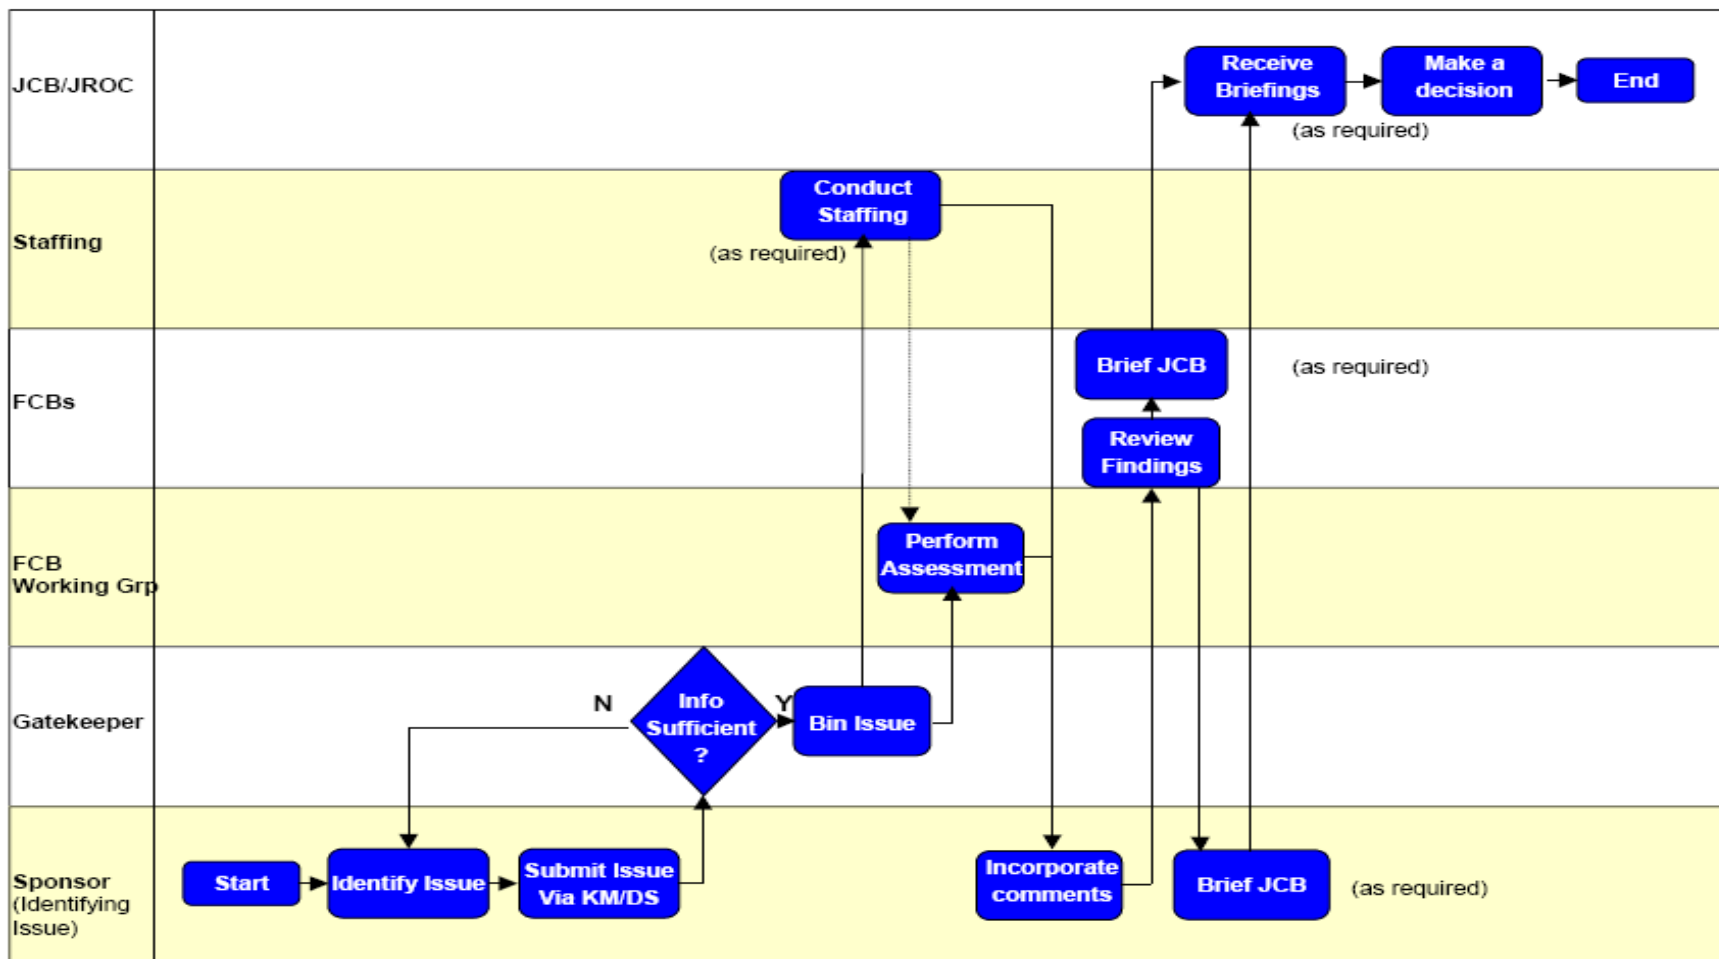 JCB/JROC
Receive
Briefings
Make a
decision
End
(as required)
Staffing
Conduct
Staffing
(as required)
FCBs
Brief JCB
(as required)
Review
Findings
FCB
Working Grp
Perform
Assessment
Gatekeeper
N
Info
Sufficient
?
Y
Bin Issue
Sponsor
(Identifying
Issue)
Start
Identify Issue
Submit Issue
Via KM/DS
Incorporate
comments
Brief JCB
(as required)